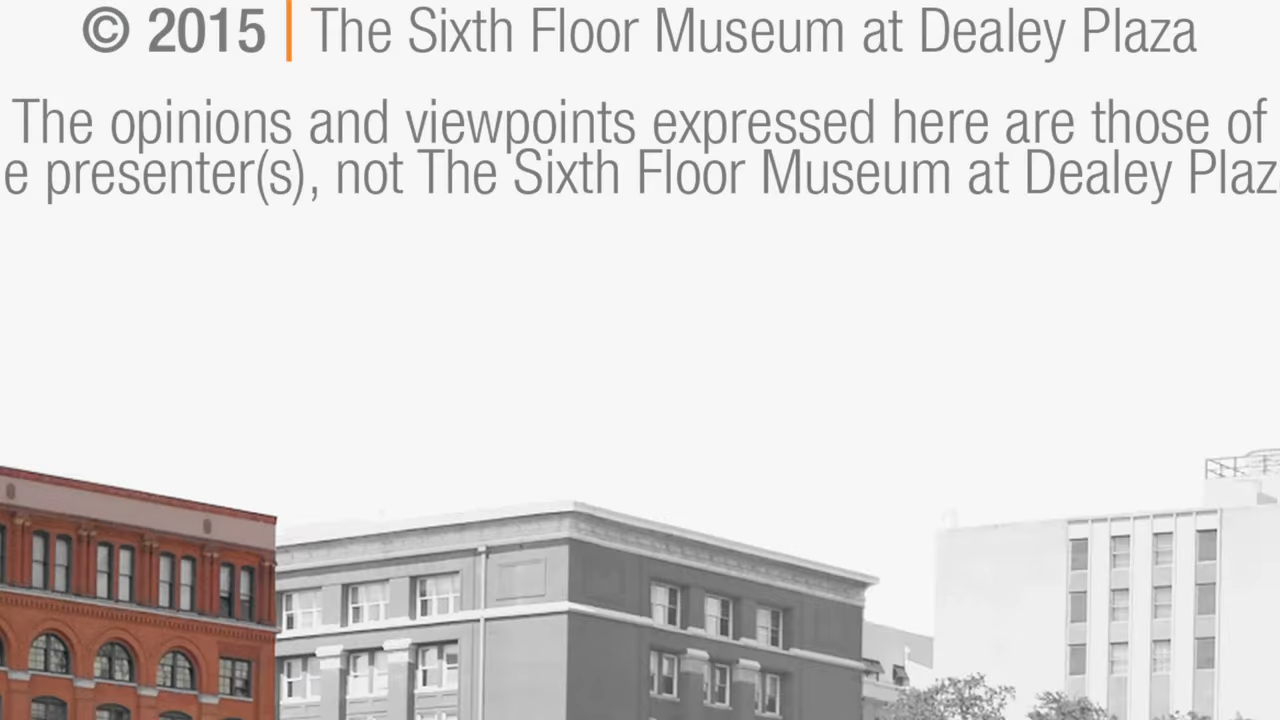 © 2015 | The Sixth Floor Museum at Dealey Plaza
The opinions and viewpoints expressed here are those of
e presenter(s), not The Sixth Floor Museum at Dealey Plaz